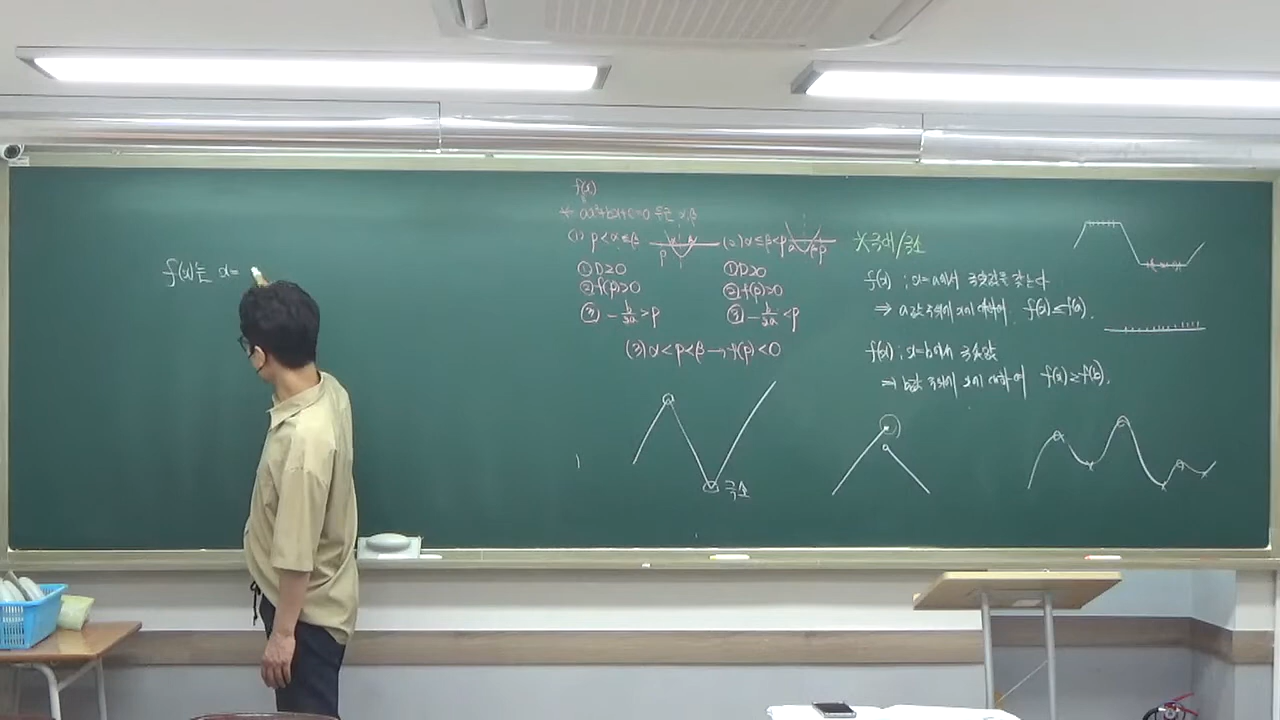 f(x)는 x=
f(x)
* ax²+bx+c=0 두근 α,β
(1) p<α≤β
p
① D≥0
② f(p)>0
③ -b/2a > p
(2) α≤β<p
α β p
① D≥0
② f(p)>0
③ -b/2a < p
(3) α<p<β → f(p)<0
극소
* 극대/극소
f(x) ; x=a에서 극댓값을 갖는다
⇒ a값 주위의 x에 대하여 f(x)≤f(a).
f(x) ; x=b에서 극솟값
⇒ b값 주위의 x에 대하여 f(x)≥f(b).